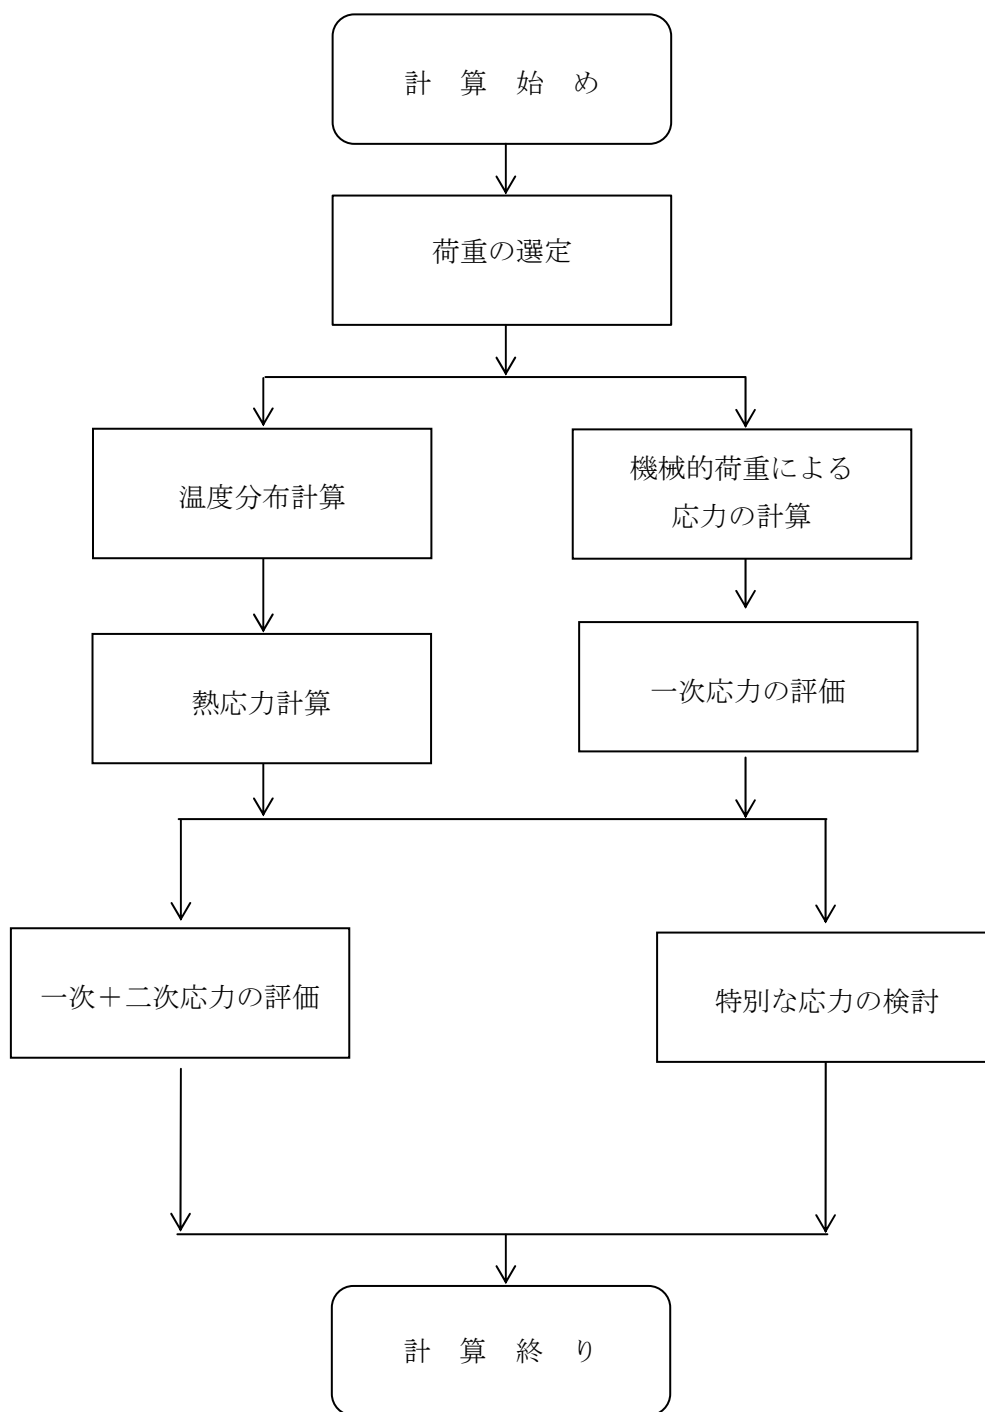 計 算 始 め
荷重の選定
温度分布計算
機械的荷重による
応力の計算
熱応力計算
一次応力の評価
一次＋二次応力の評価
特別な応力の検討
計 算 終 り